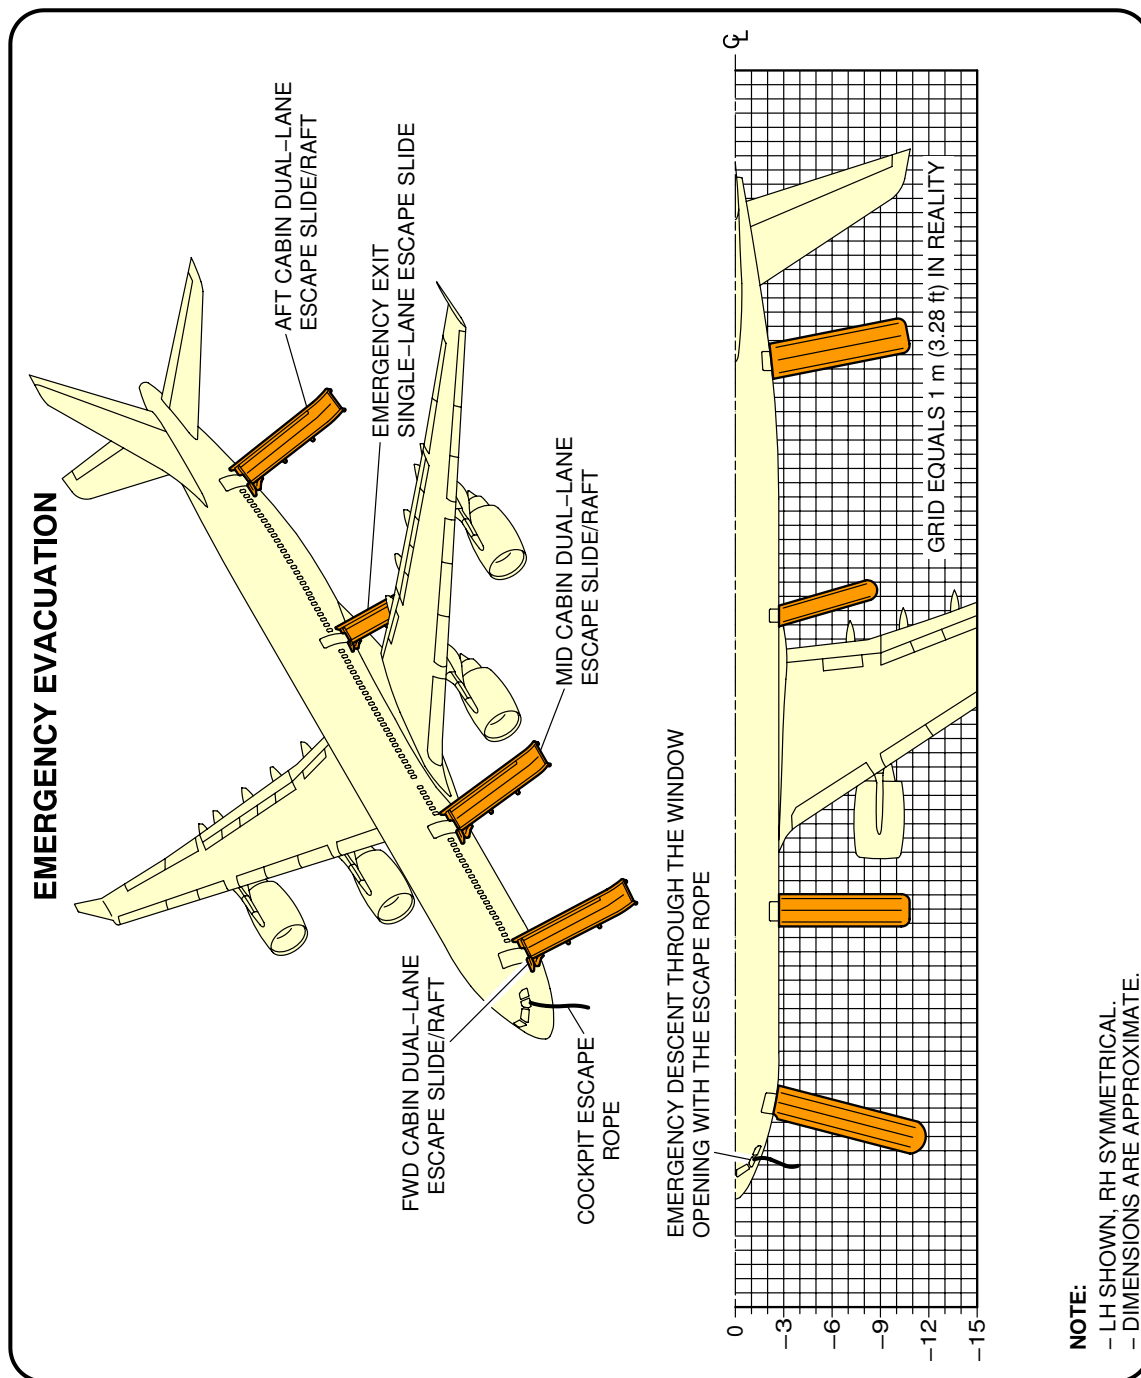 EMERGENCY EVACUATION
AFT CABIN DUAL−LANE
ESCAPE SLIDE/RAFT
EMERGENCY EXIT
SINGLE−LANE ESCAPE SLIDE
MID CABIN DUAL−LANE
ESCAPE SLIDE/RAFT
FWD CABIN DUAL−LANE
ESCAPE SLIDE/RAFT
COCKPIT ESCAPE
ROPE
EMERGENCY DESCENT THROUGH THE WINDOW
OPENING WITH THE ESCAPE ROPE
CL
GRID EQUALS 1 m (3.28 ft) IN REALITY
0
−3
−6
−9
−12
−15
NOTE:
− LH SHOWN, RH SYMMETRICAL.
− DIMENSIONS ARE APPROXIMATE.